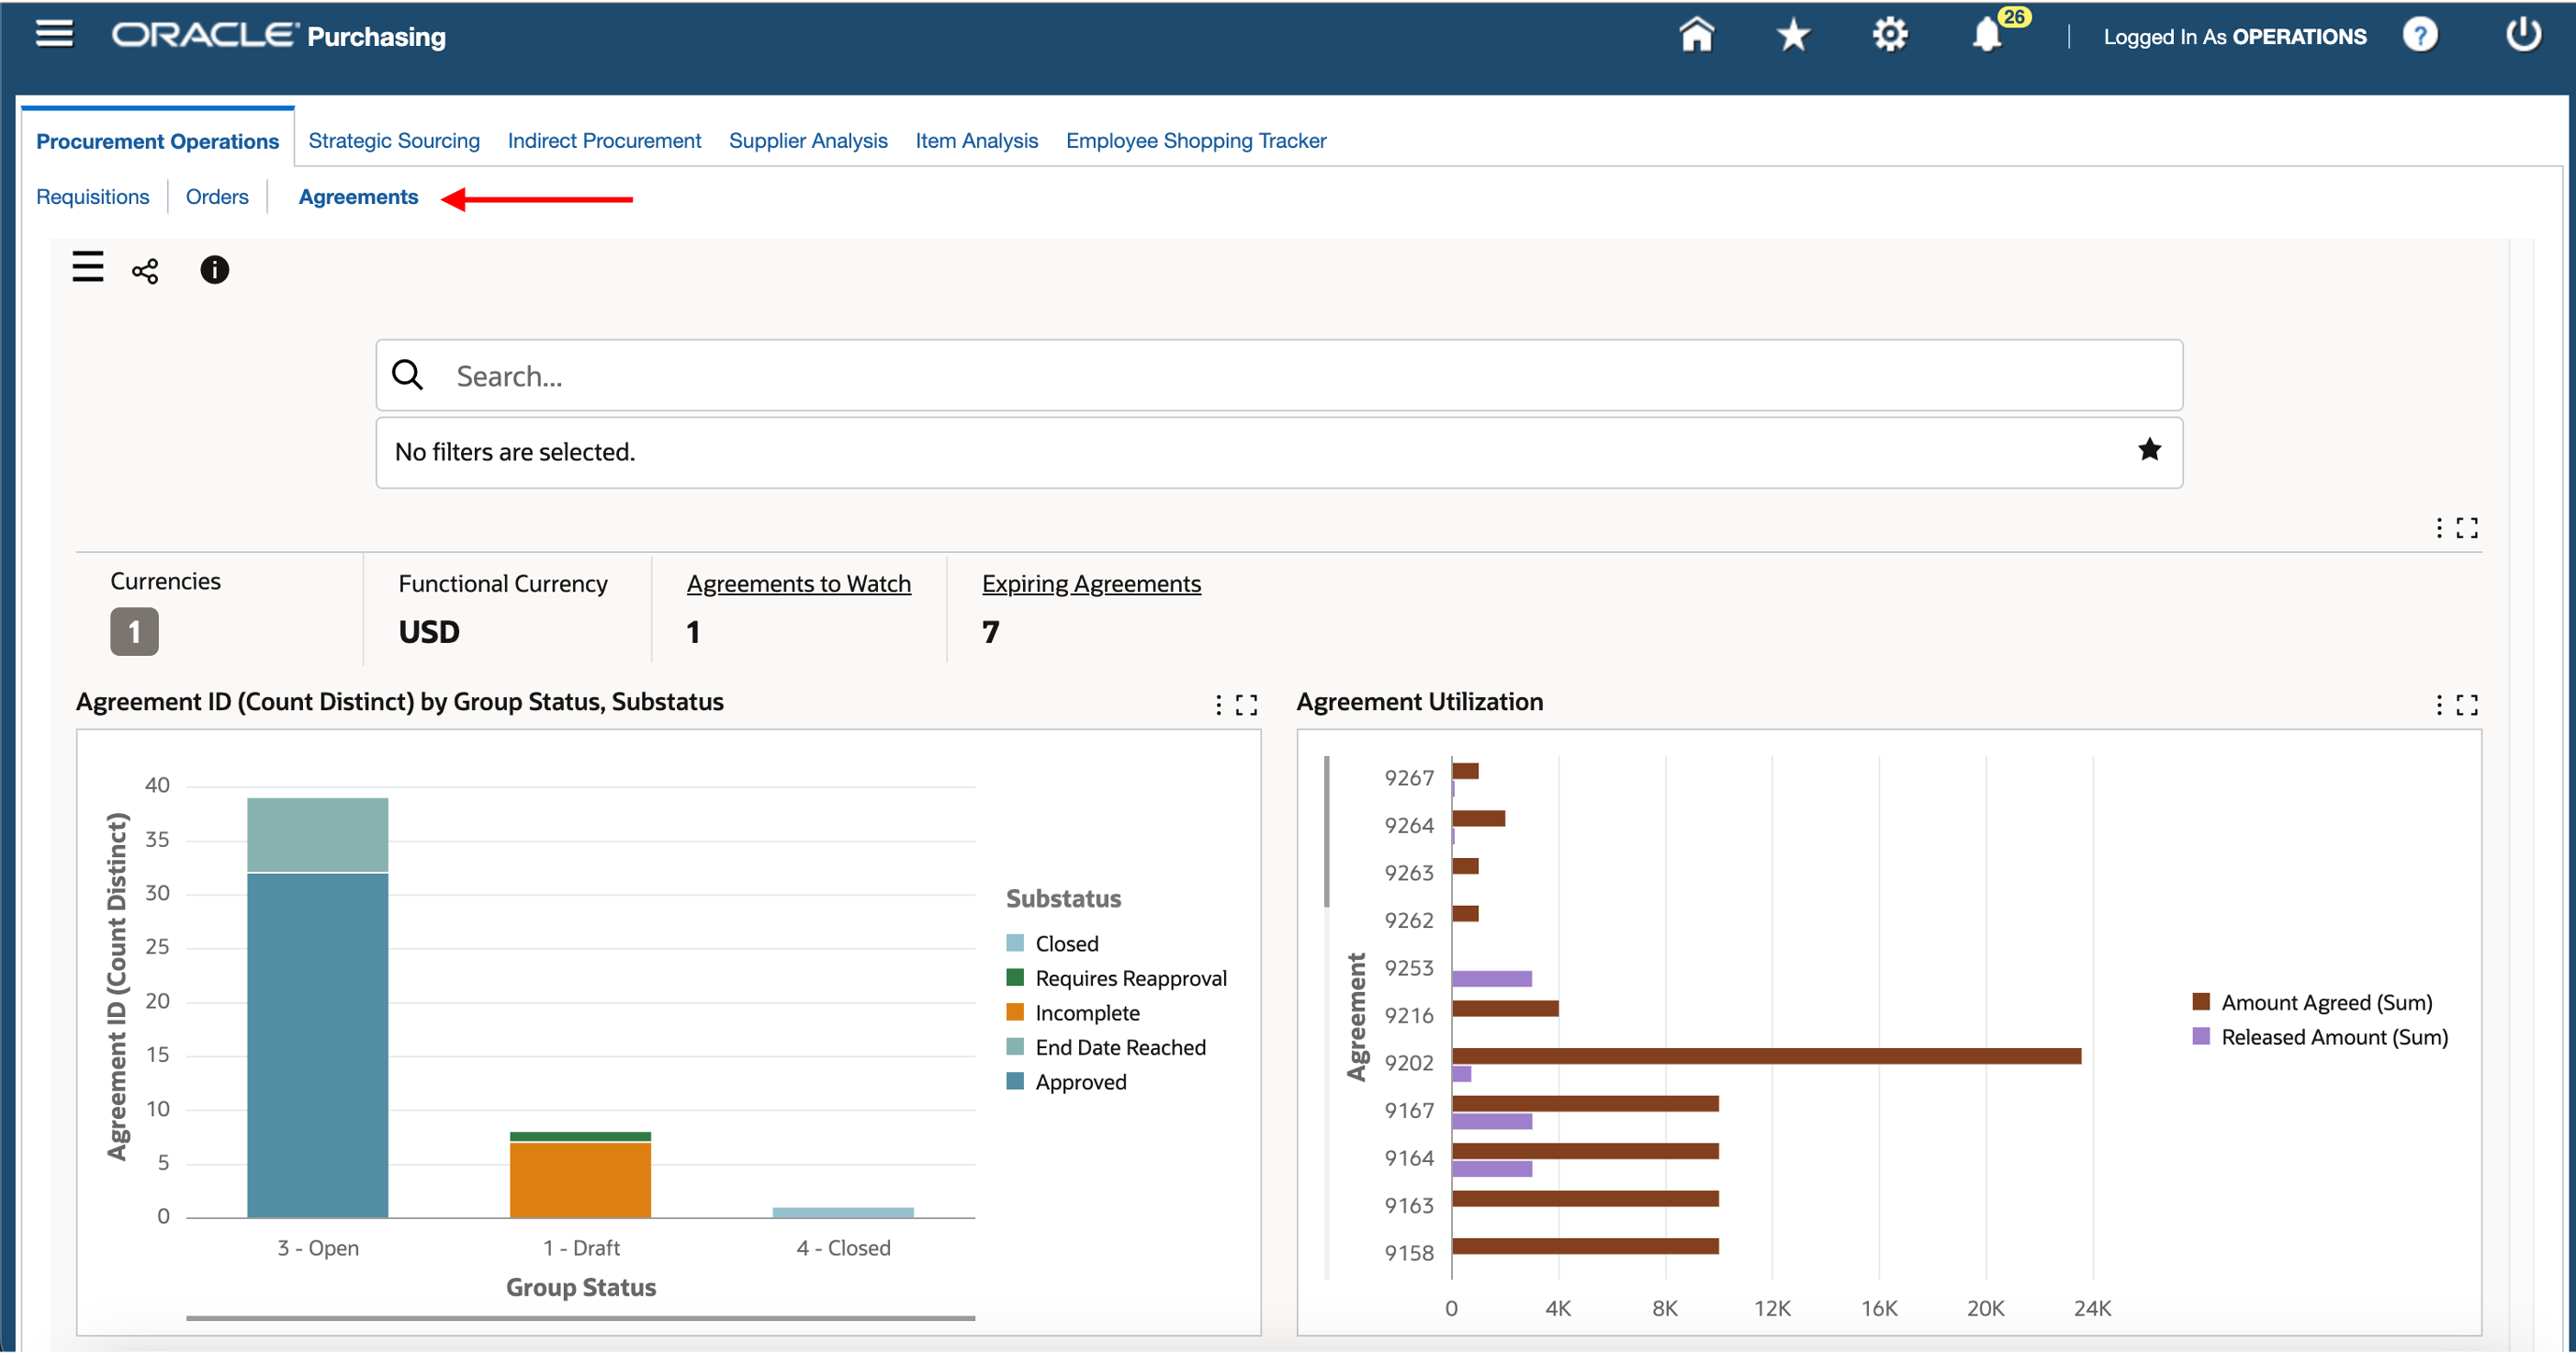 ORACLE Purchasing
26
Logged In As OPERATIONS
?
Procurement Operations Strategic Sourcing Indirect Procurement Supplier Analysis Item Analysis Employee Shopping Tracker
Requisitions Orders Agreements
i
Search...
No filters are selected.
Currencies
1
Functional Currency
USD
Agreements to Watch
1
Expiring Agreements
7
Agreement ID (Count Distinct) by Group Status, Substatus
Agreement ID (Count Distinct)
40
35
30
25
20
15
10
5
0
3 - Open 1 - Draft 4 - Closed
Group Status
Substatus
Closed
Requires Reapproval
Incomplete
End Date Reached
Approved
Agreement Utilization
Agreement
9267
9264
9263
9262
9253
9216
9202
9167
9164
9163
9158
0 4K 8K 12K 16K 20K 24K
Amount Agreed (Sum)
Released Amount (Sum)